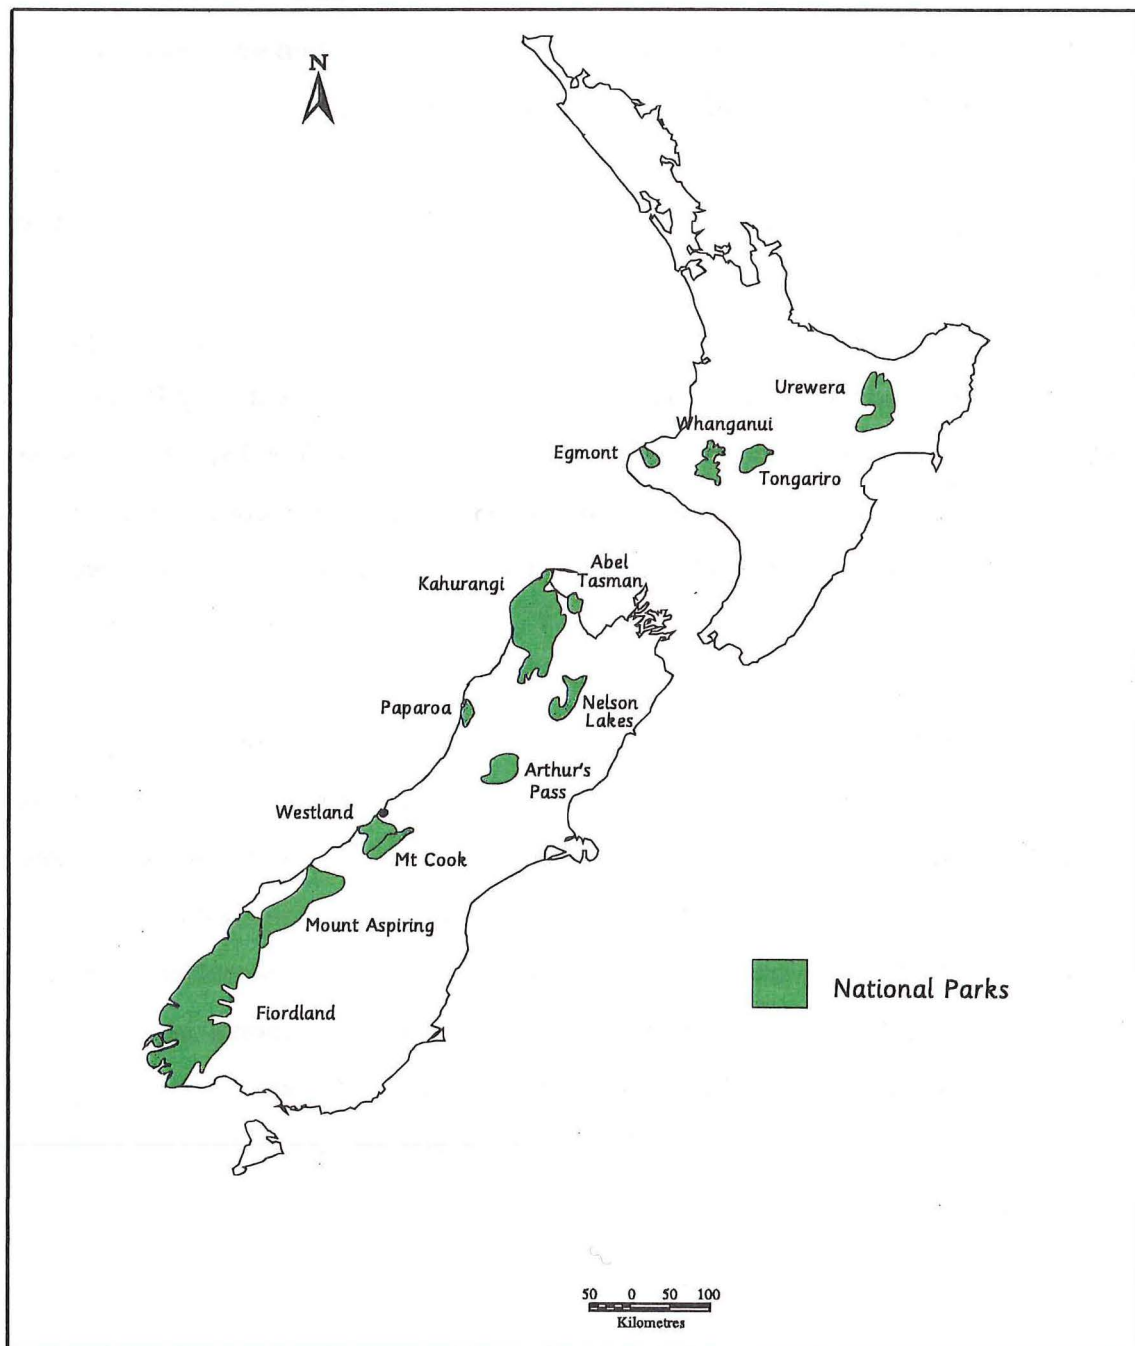 N
Urewera
Whanganui
Egmont
Tongariro
Abel
Tasman
Kahurangi
Nelson
Lakes
Paparoa
Arthur's
Pass
Westland
Mt Cook
Mount Aspiring
National Parks
Fiordland
50 0 50 100
Kilometres